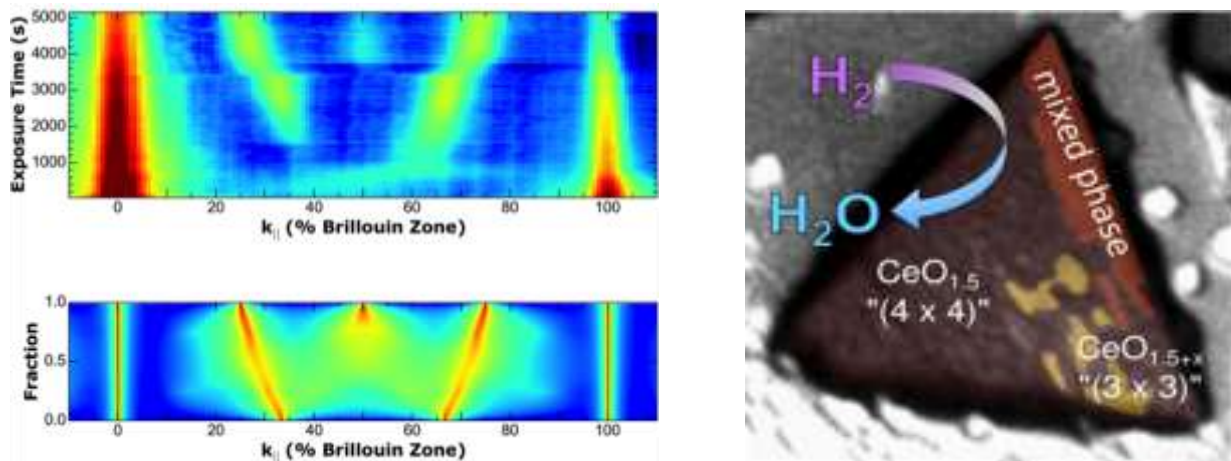 Exposure Time (s)
5000
4000
3000
2000
1000
0
20
40
60
80
100
k|| (% Brillouin Zone)
Fraction
1.0
0.5
0.0
0
20
40
60
80
100
k|| (% Brillouin Zone)
H2
H2O
mixed phase
CeO1.5
"(4 x 4)"
CeO1.5+x
"(3 x 3)"